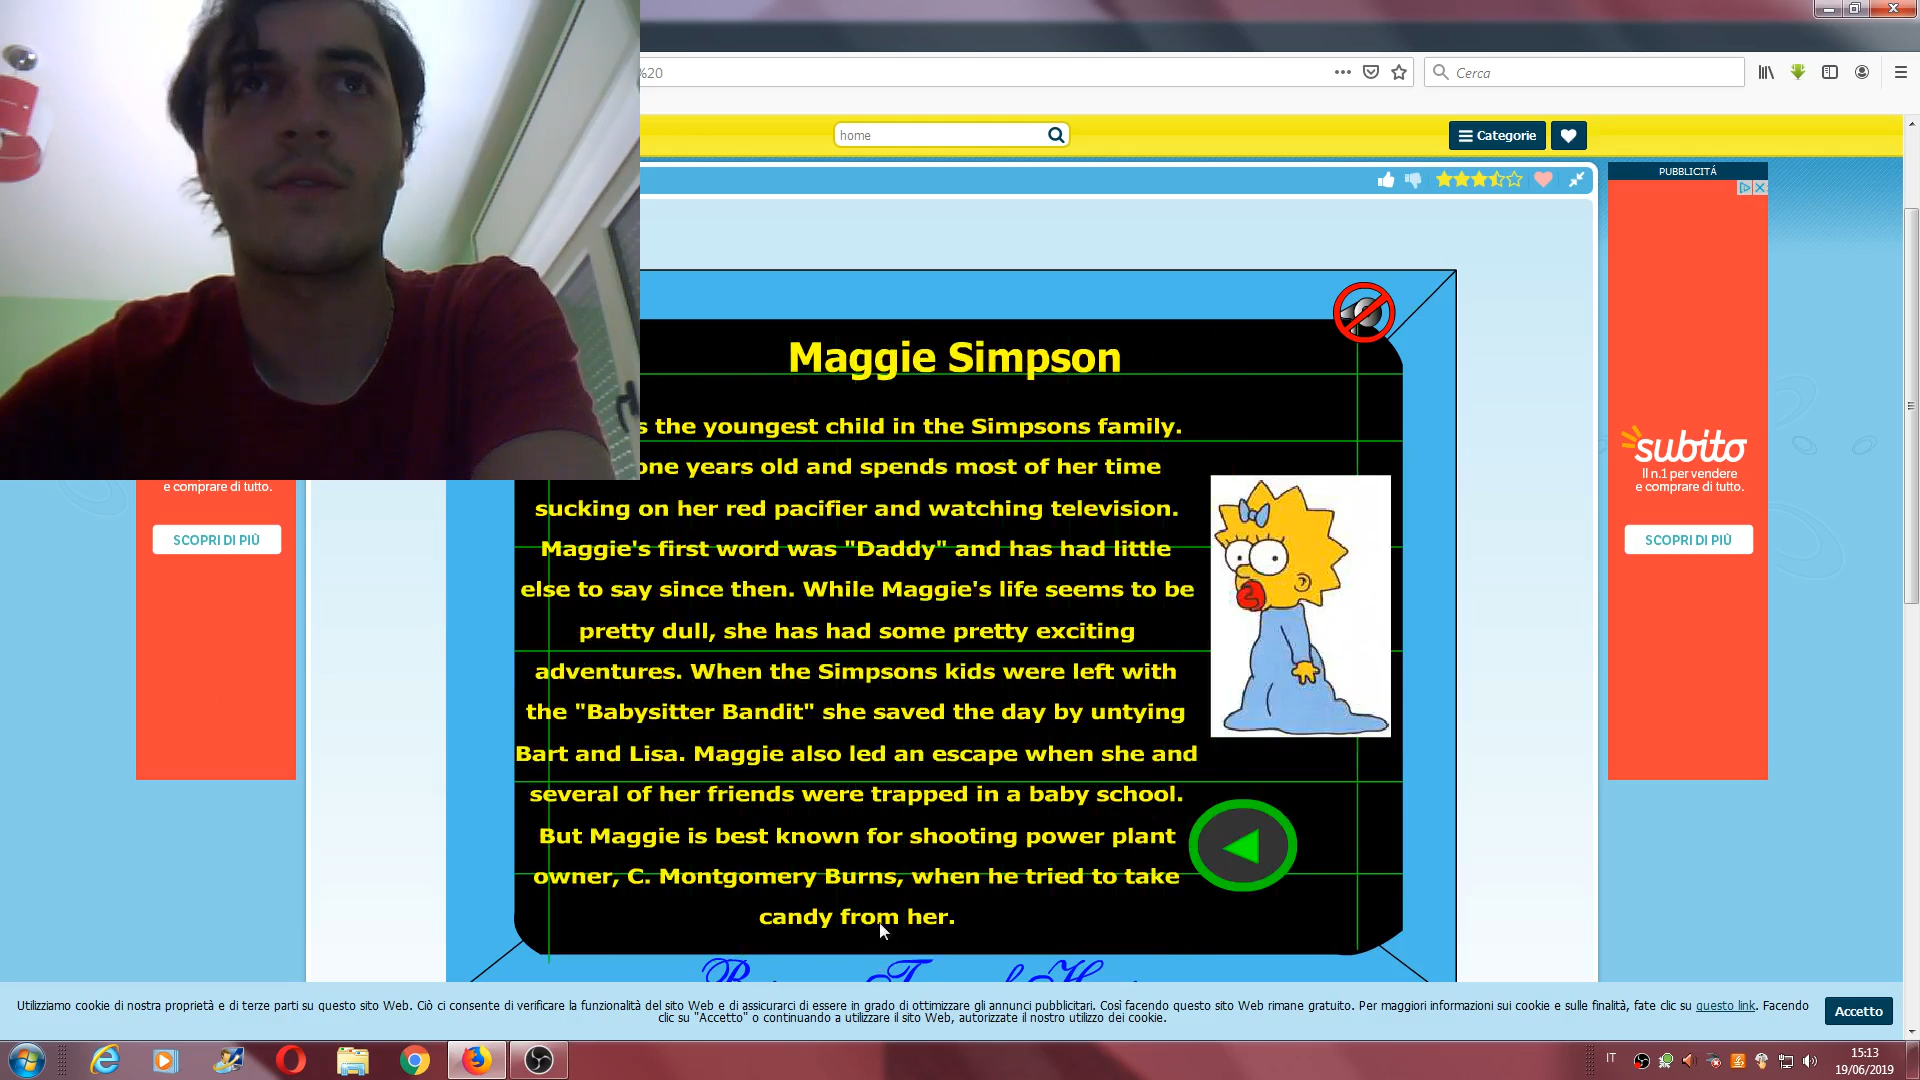 %20
Cerca
home
Categorie
PUBBLICITÁ
Maggie Simpson
s the youngest child in the Simpsons family.
one years old and spends most of her time
sucking on her red pacifier and watching television.
Maggie's first word was "Daddy" and has had little
else to say since then. While Maggie's life seems to be
pretty dull, she has had some pretty exciting
adventures. When the Simpsons kids were left with
the "Babysitter Bandit" she saved the day by untying
Bart and Lisa. Maggie also led an escape when she and
several of her friends were trapped in a baby school.
But Maggie is best known for shooting power plant
owner, C. Montgomery Burns, when he tried to take
candy from her.
e comprare di tutto.
SCOPRI DI PIÙ
subito
Il n.1 per vendere
e comprare di tutto.
SCOPRI DI PIÙ
Utilizziamo cookie di nostra proprietà e di terze parti su questo sito Web. Ciò ci consente di verificare la funzionalità del sito Web e di assicurarci di essere in grado di ottimizzare gli annunci pubblicitari. Così facendo questo sito Web rimane gratuito. Per maggiori informazioni sui cookie e sulle finalità, fate clic su questo link. Facendo
clic su "Accetto" o continuando a utilizzare il sito Web, autorizzate il nostro utilizzo dei cookie.
Accetto
IT
15:13
19/06/2019